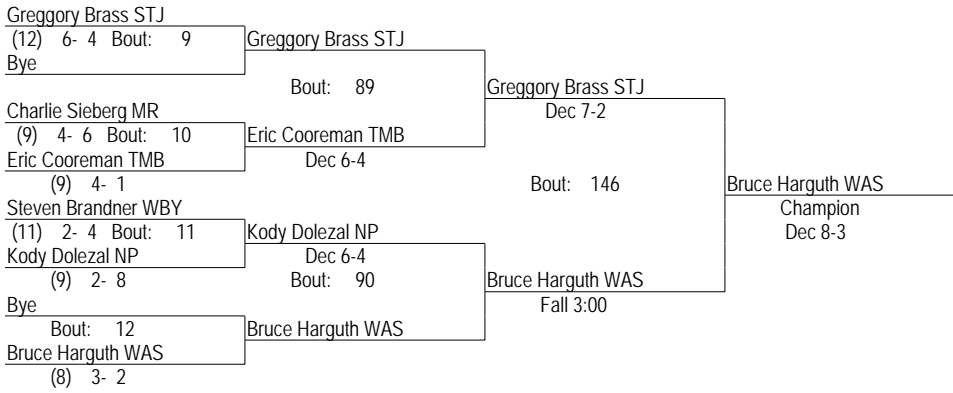 Greggory Brass STJ
(12) 6- 4 Bout: 9
Greggory Brass STJ
Bye
Bout: 89
Greggory Brass STJ
Charlie Sieberg MR
Dec 7-2
(9) 4- 6 Bout: 10
Eric Cooreman TMB
Eric Cooreman TMB
Dec 6-4
(9) 4- 1
Bout: 146
Bruce Harguth WAS
Steven Brandner WBY
Champion
(11) 2- 4 Bout: 11
Kody Dolezal NP
Dec 8-3
Kody Dolezal NP
Dec 6-4
(9) 2- 8
Bout: 90
Bruce Harguth WAS
Bye
Fall 3:00
Bout: 12
Bruce Harguth WAS
Bruce Harguth WAS
(8) 3- 2